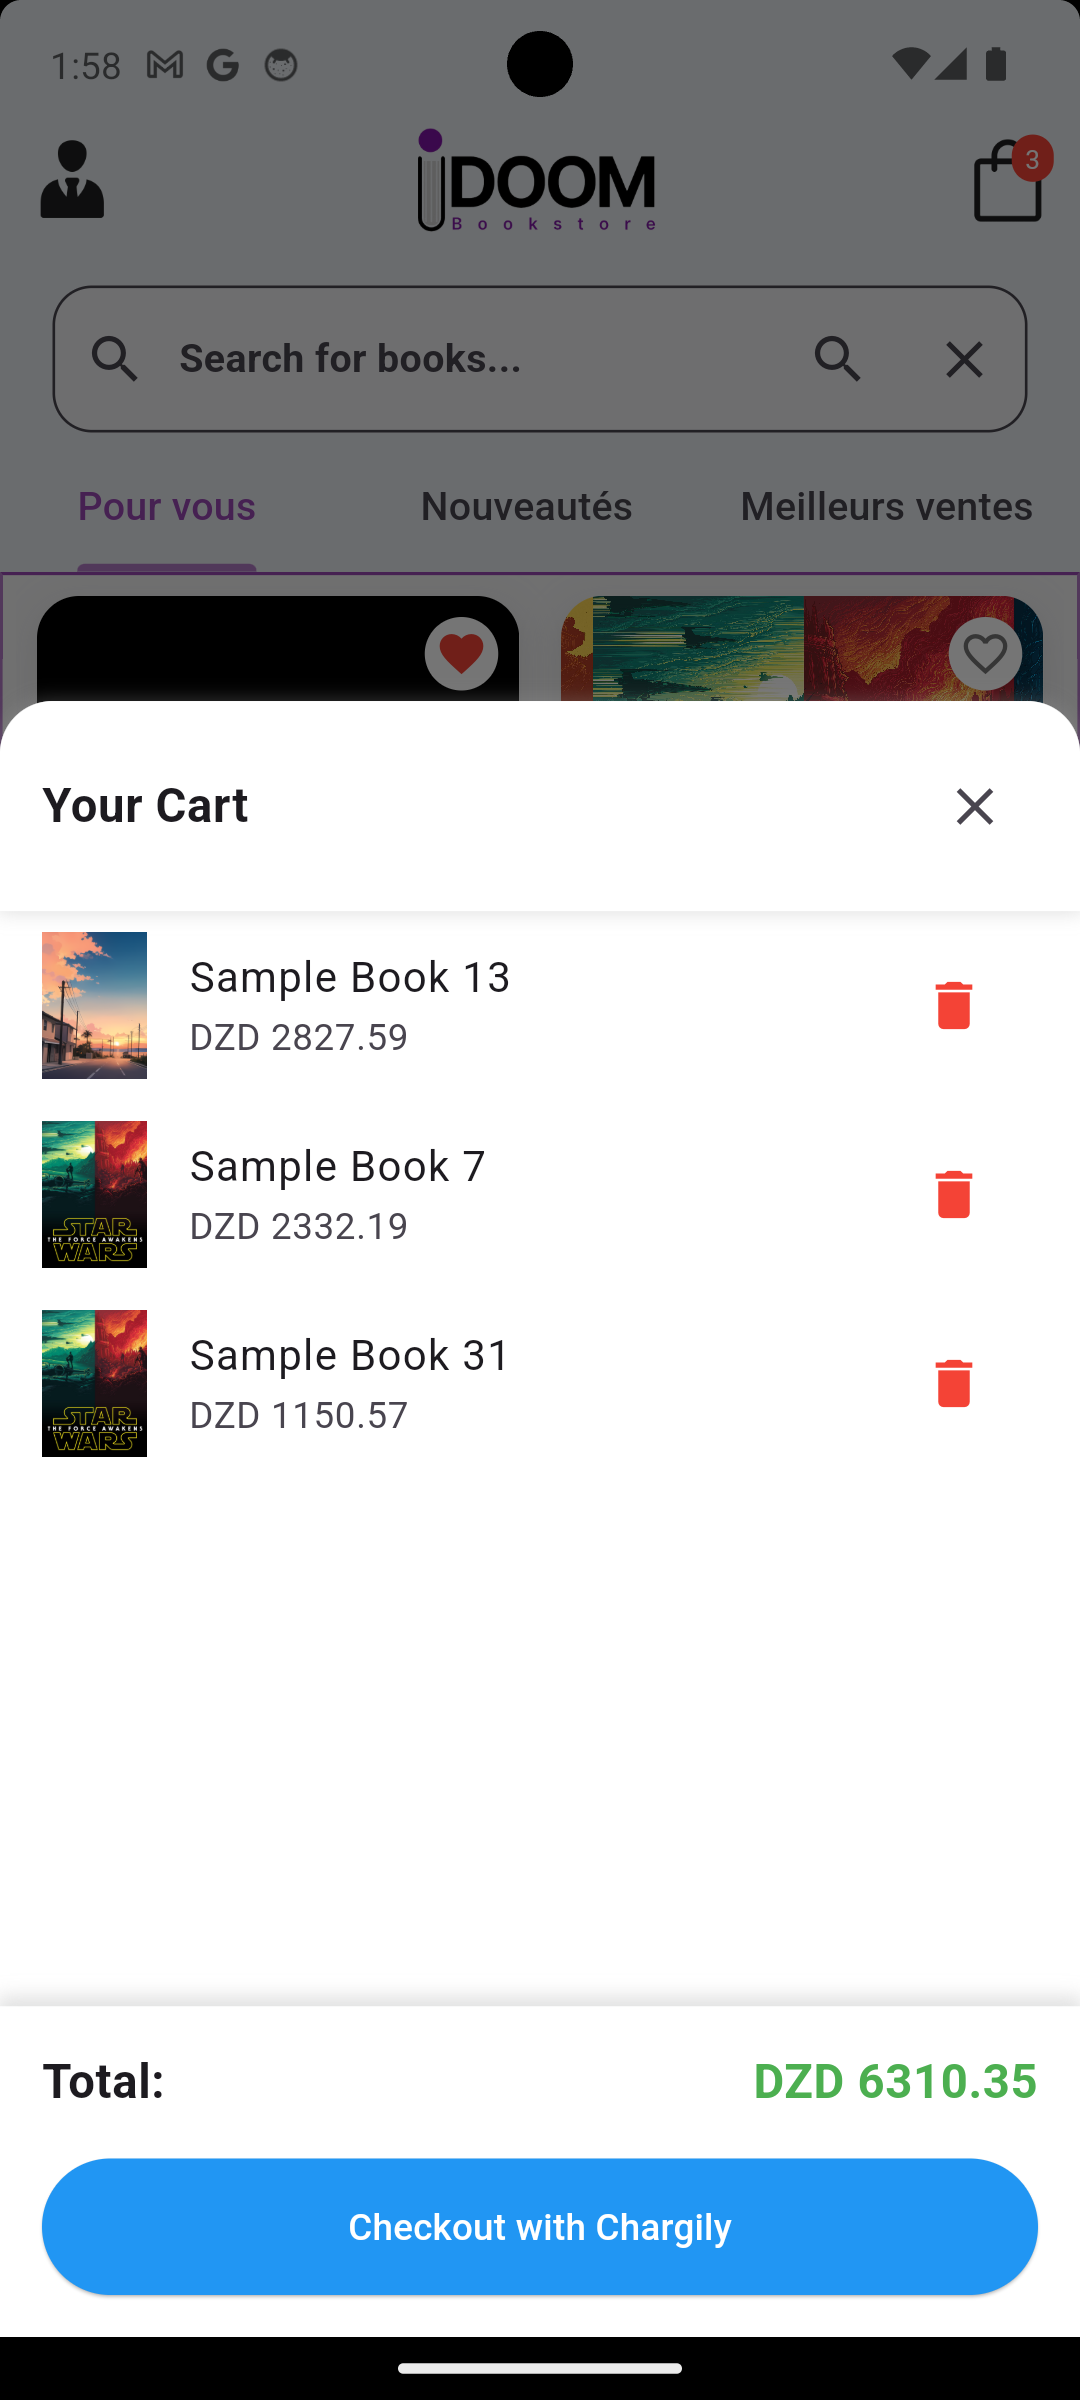 1:58
DOOM
Bookstore
3
Search for books...
Pour vous
Nouveautés
Meilleurs ventes
Your Cart
Sample Book 13
DZD 2827.59
STAR
THE FORCE AWAKENS
WARS
Sample Book 7
DZD 2332.19
STAR
THE FORCE AWAKENS
WARS
Sample Book 31
DZD 1150.57
Total:
DZD 6310.35
Checkout with Chargily